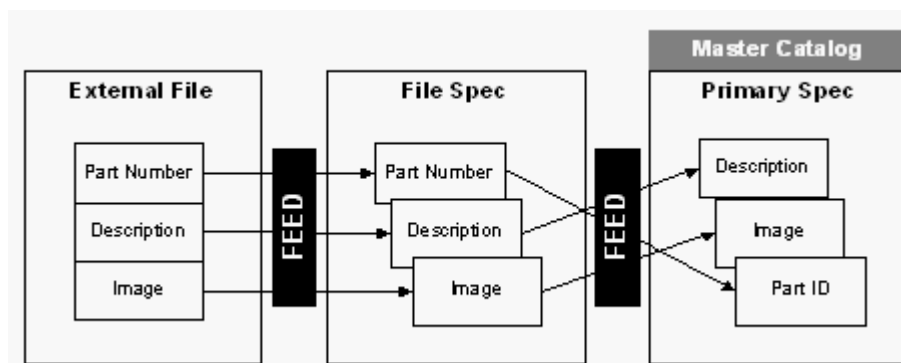 Master Catalog
External File
File Spec
Primary Spec
Part Number
Part Number
Description
Description
Description
Image
Image
Image
Part ID
FEED
FEED